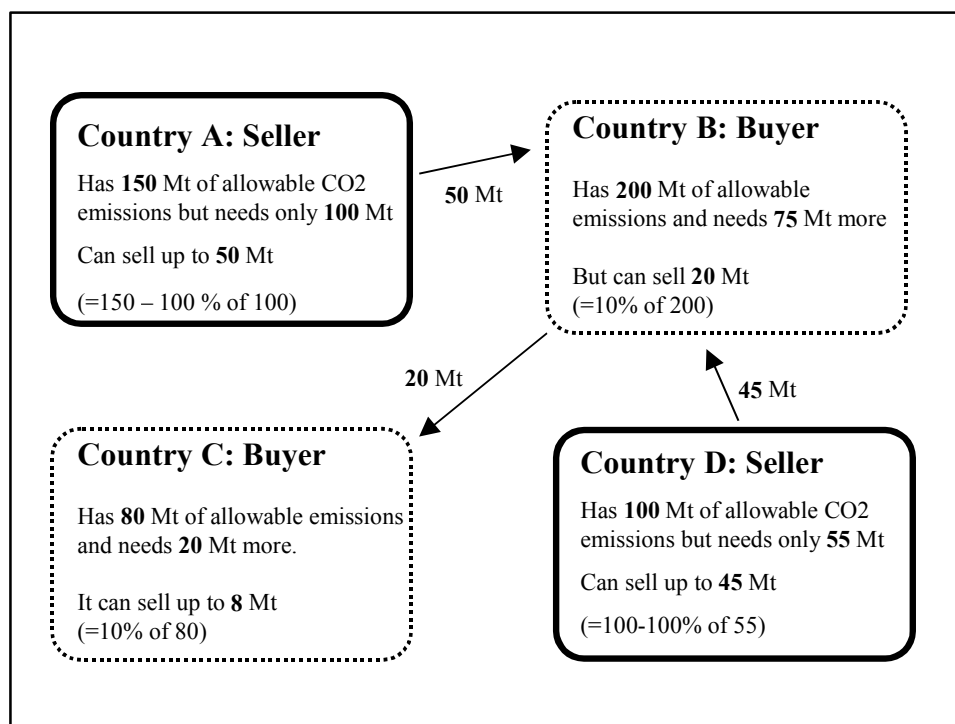 Country A: Seller
Has 150 Mt of allowable CO2
emissions but needs only 100 Mt
Can sell up to 50 Mt
(=150 – 100 % of 100)
50 Mt
Country B: Buyer
Has 200 Mt of allowable
emissions and needs 75 Mt more
But can sell 20 Mt
(=10% of 200)
20 Mt
45 Mt
Country C: Buyer
Has 80 Mt of allowable emissions
and needs 20 Mt more.
It can sell up to 8 Mt
(=10% of 80)
Country D: Seller
Has 100 Mt of allowable CO2
emissions but needs only 55 Mt
Can sell up to 45 Mt
(=100-100% of 55)